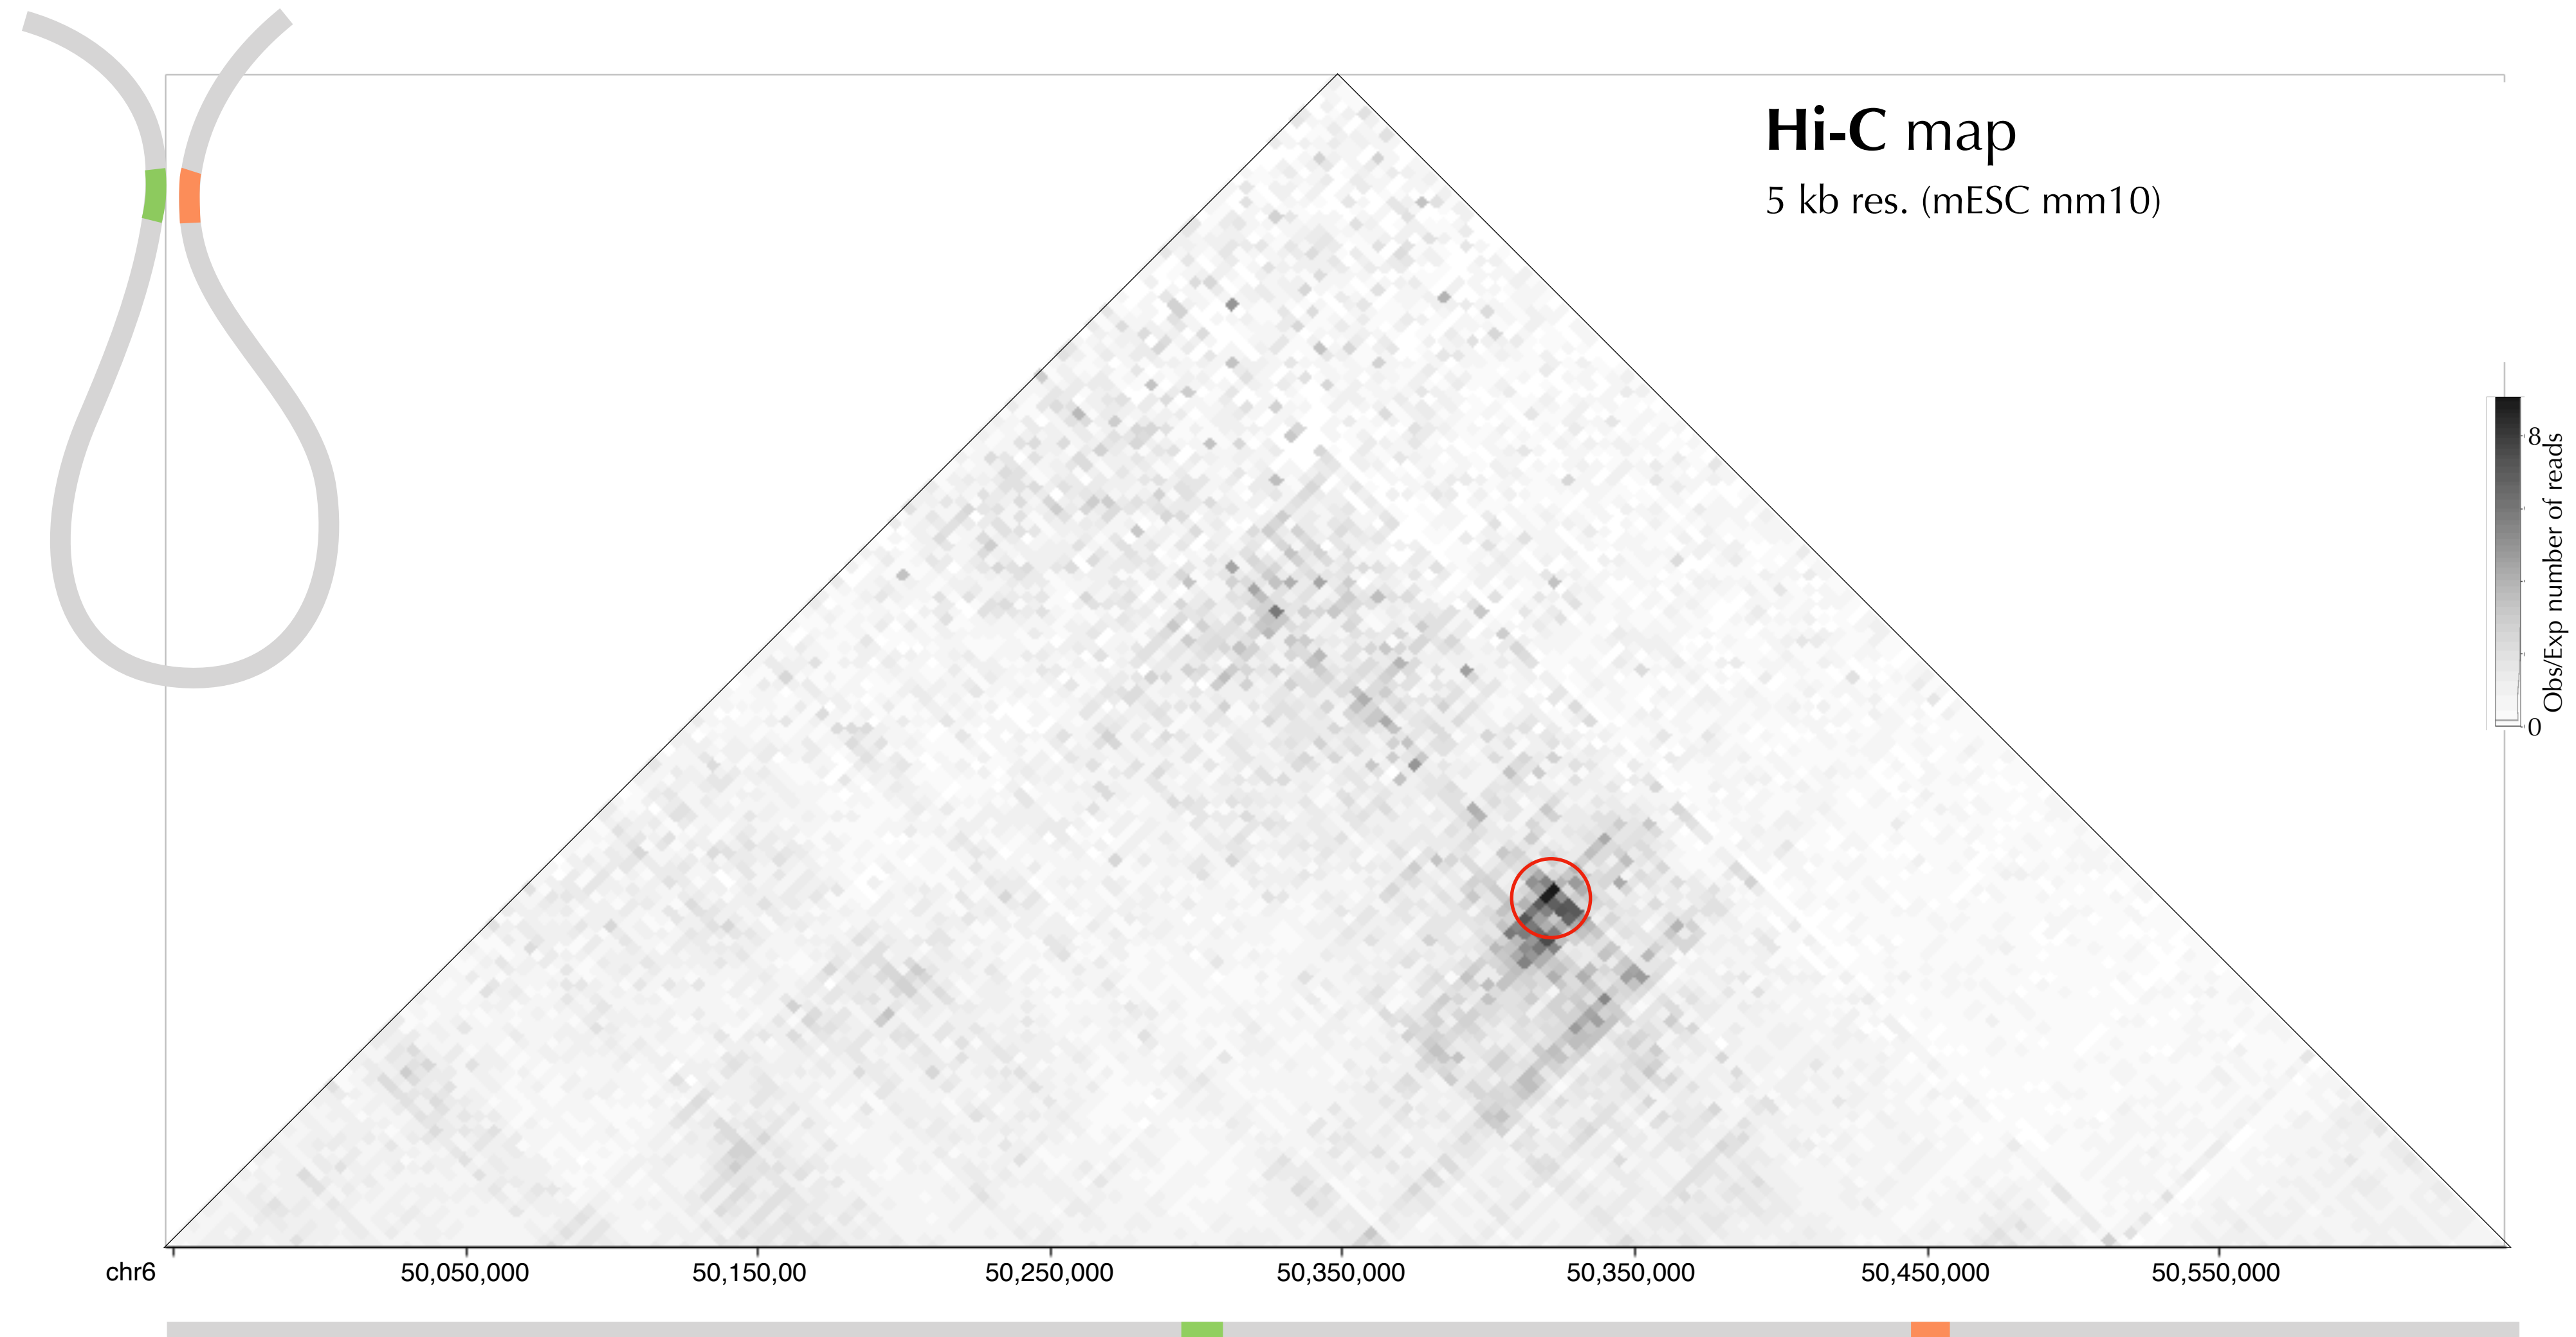 Hi-C map
5 kb res. (mESC mm10)
8
Obs/Exp number of reads
0
chr6
50,050,000
50,150,00
50,250,000
50,350,000
50,350,000
50,450,000
50,550,000